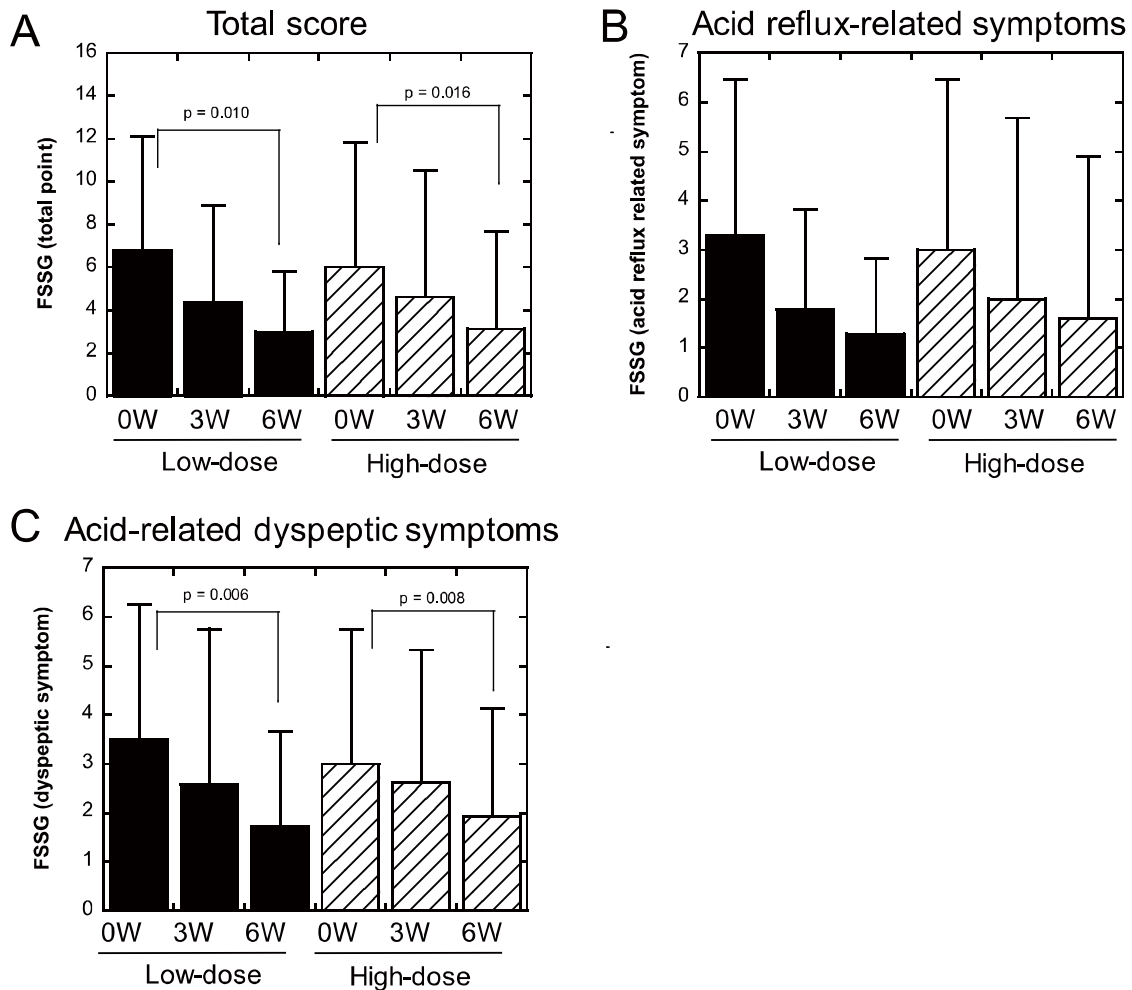 A
Total score
16
14
12
10
8
6
4
2
0
FSSG (total point)
p = 0.010
p = 0.016
0W 3W 6W 0W 3W 6W
Low-dose High-dose
B
Acid reflux-related symptoms
7
6
5
4
3
2
1
0
FSSG (acid reflux related symptom)
0W 3W 6W 0W 3W 6W
Low-dose High-dose
C
Acid-related dyspeptic symptoms
7
6
5
4
3
2
1
0
FSSG (dyspeptic symptom)
p = 0.006
p = 0.008
0W 3W 6W 0W 3W 6W
Low-dose High-dose